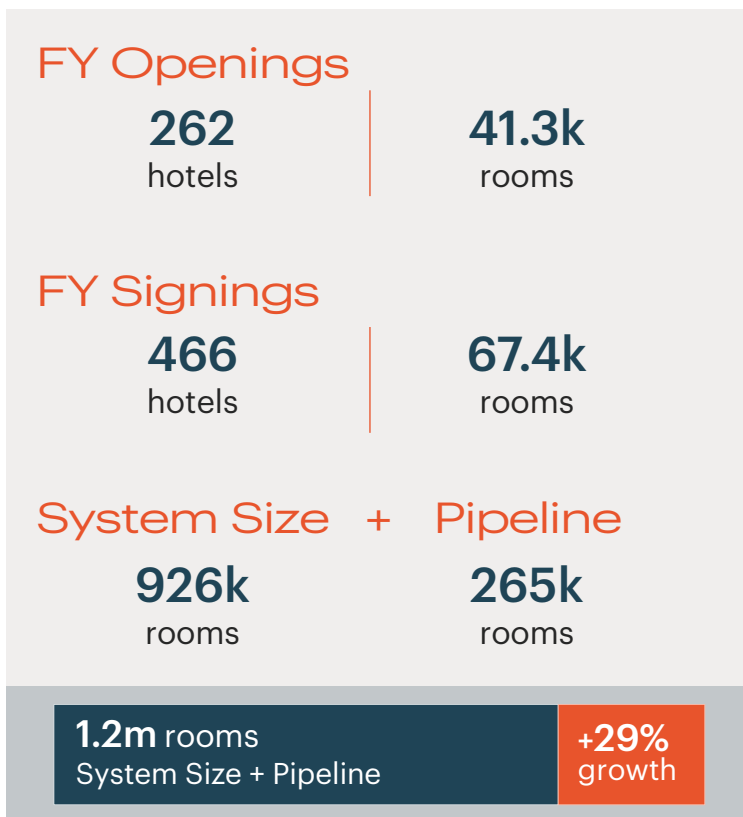 FY Openings
262 41.3k
hotels rooms
FY Signings
466 67.4k
hotels rooms
System Size + Pipeline
926k 265k
rooms rooms
1.2m rooms
System Size + Pipeline
+29%
growth